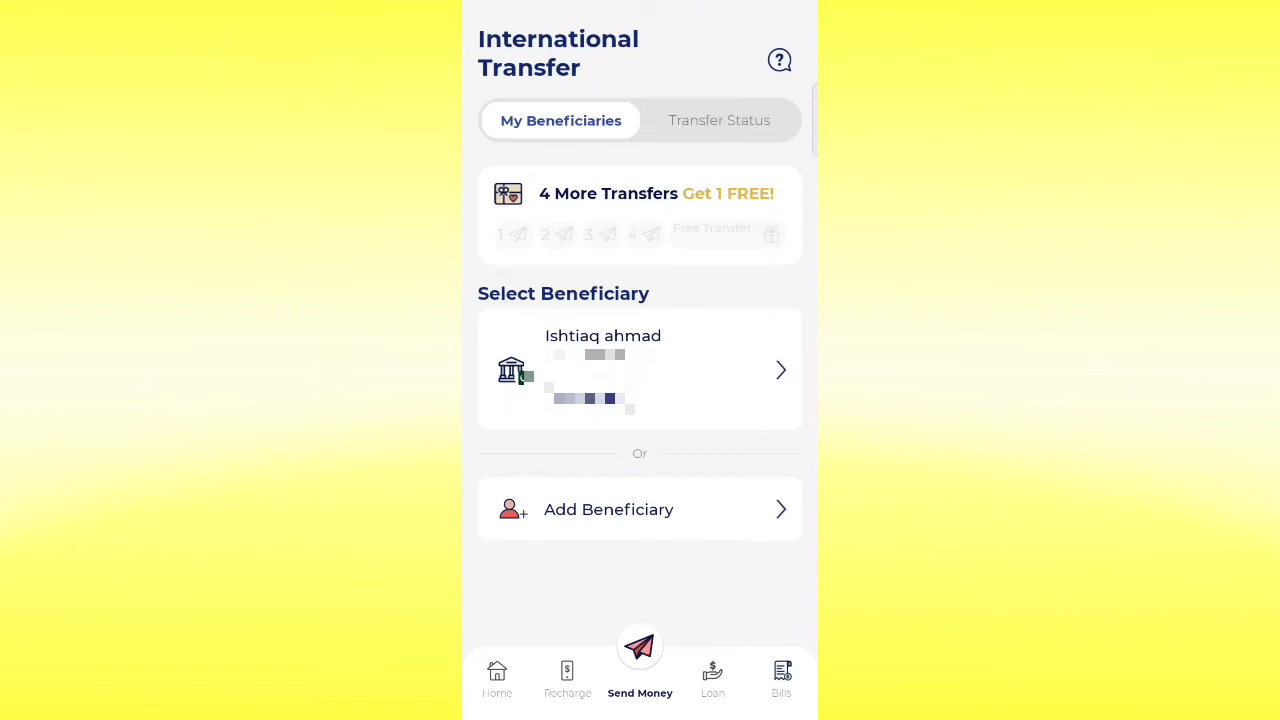 International
Transfer
My Beneficiaries
Transfer Status
4 More Transfers Get 1 FREE!
1
2
3
4
Free Transfer
Select Beneficiary
Ishtiaq ahmad
Or
Add Beneficiary
Home
Recharge
Send Money
Loan
Bills